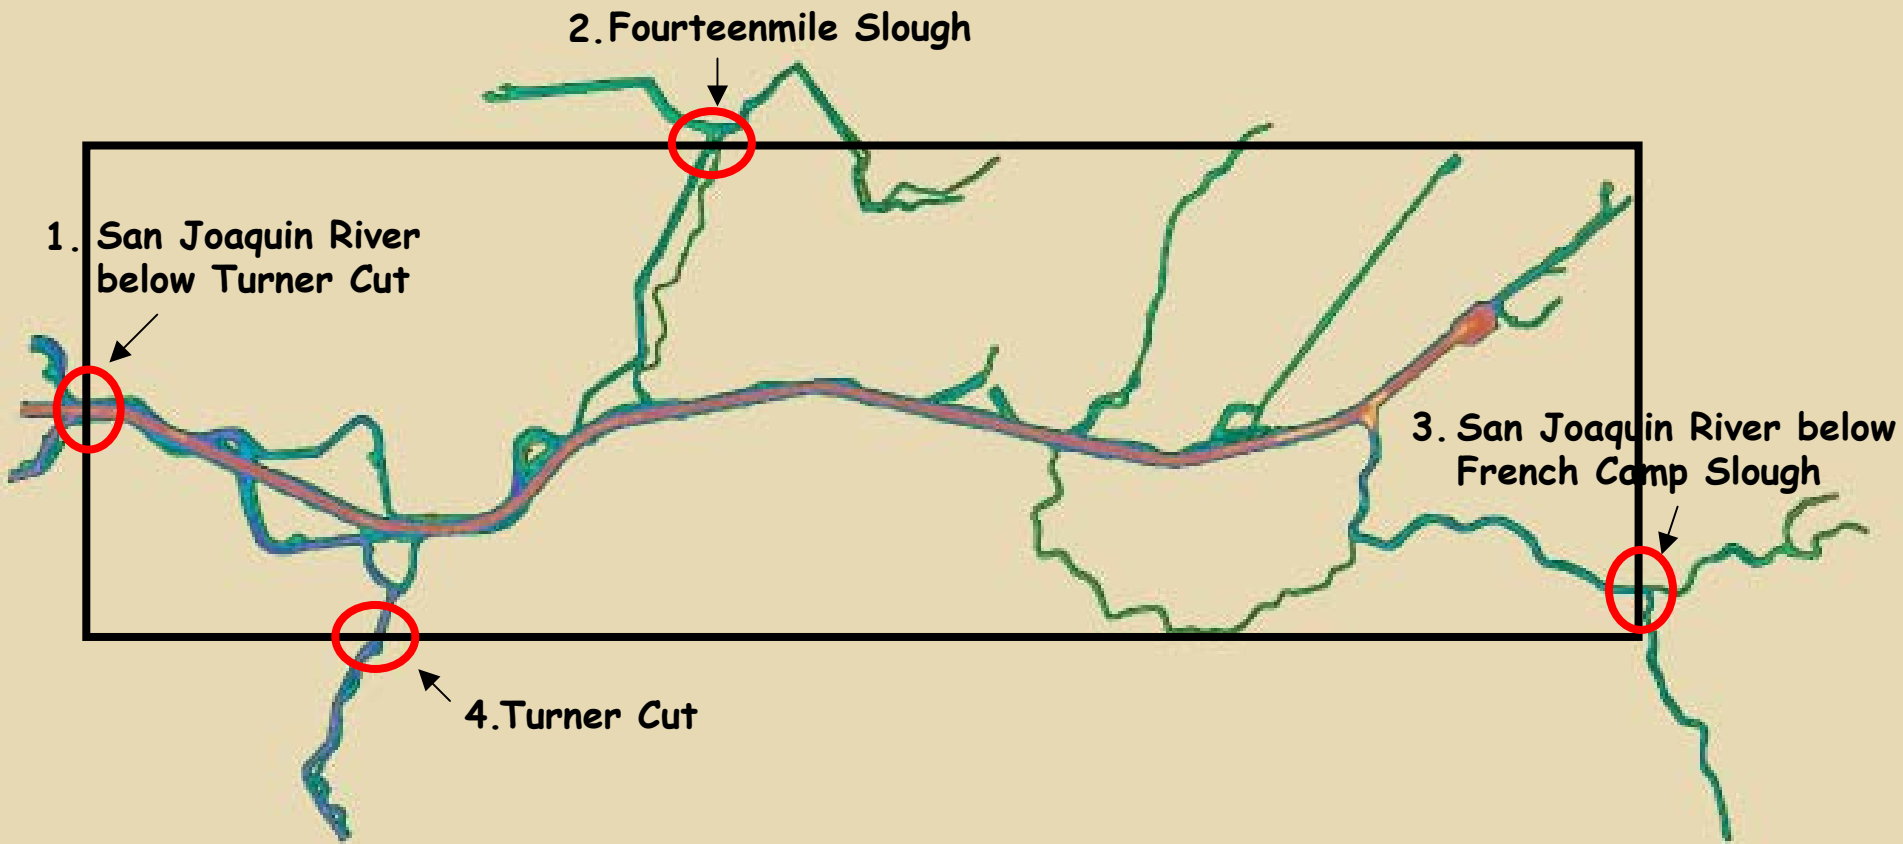 2.Fourteenmile Slough
1. San Joaquin River
below Turner Cut
3. San Joaquin River below
French Camp Slough
4.Turner Cut